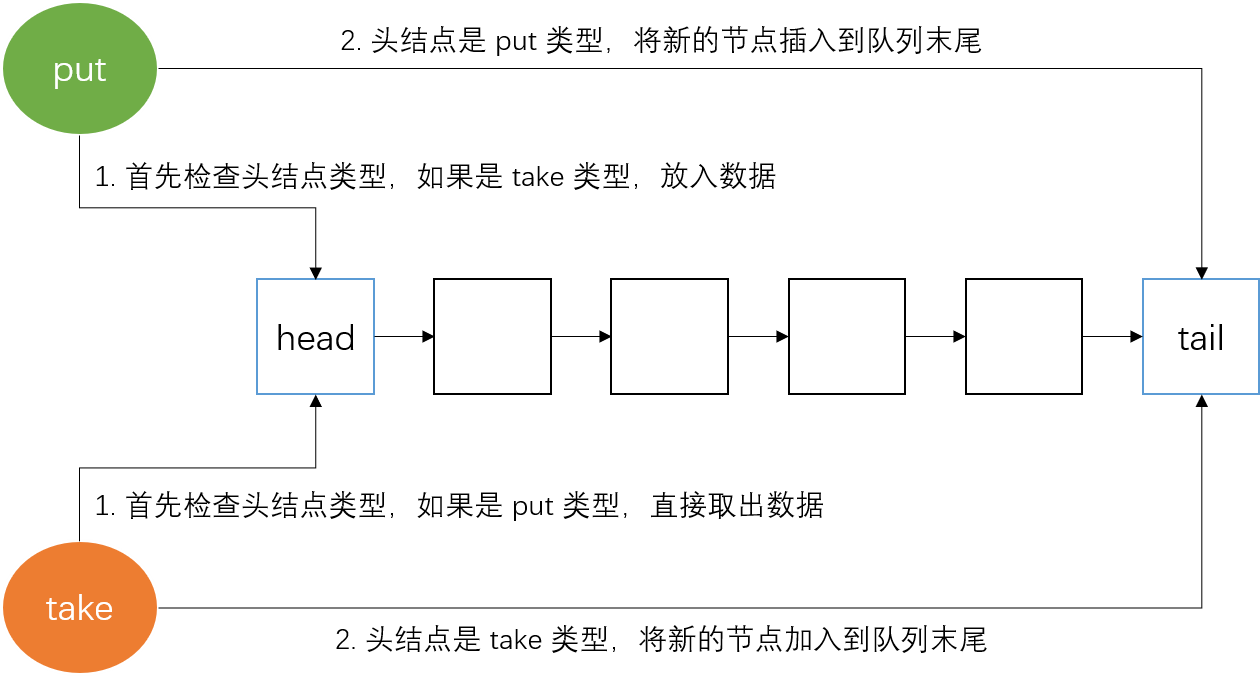 put
2. 头结点是 put 类型，将新的节点插入到队列末尾
1. 首先检查头结点类型，如果是 take 类型，放入数据
head
tail
1. 首先检查头结点类型，如果是 put 类型，直接取出数据
take
2. 头结点是 take 类型，将新的节点加入到队列末尾